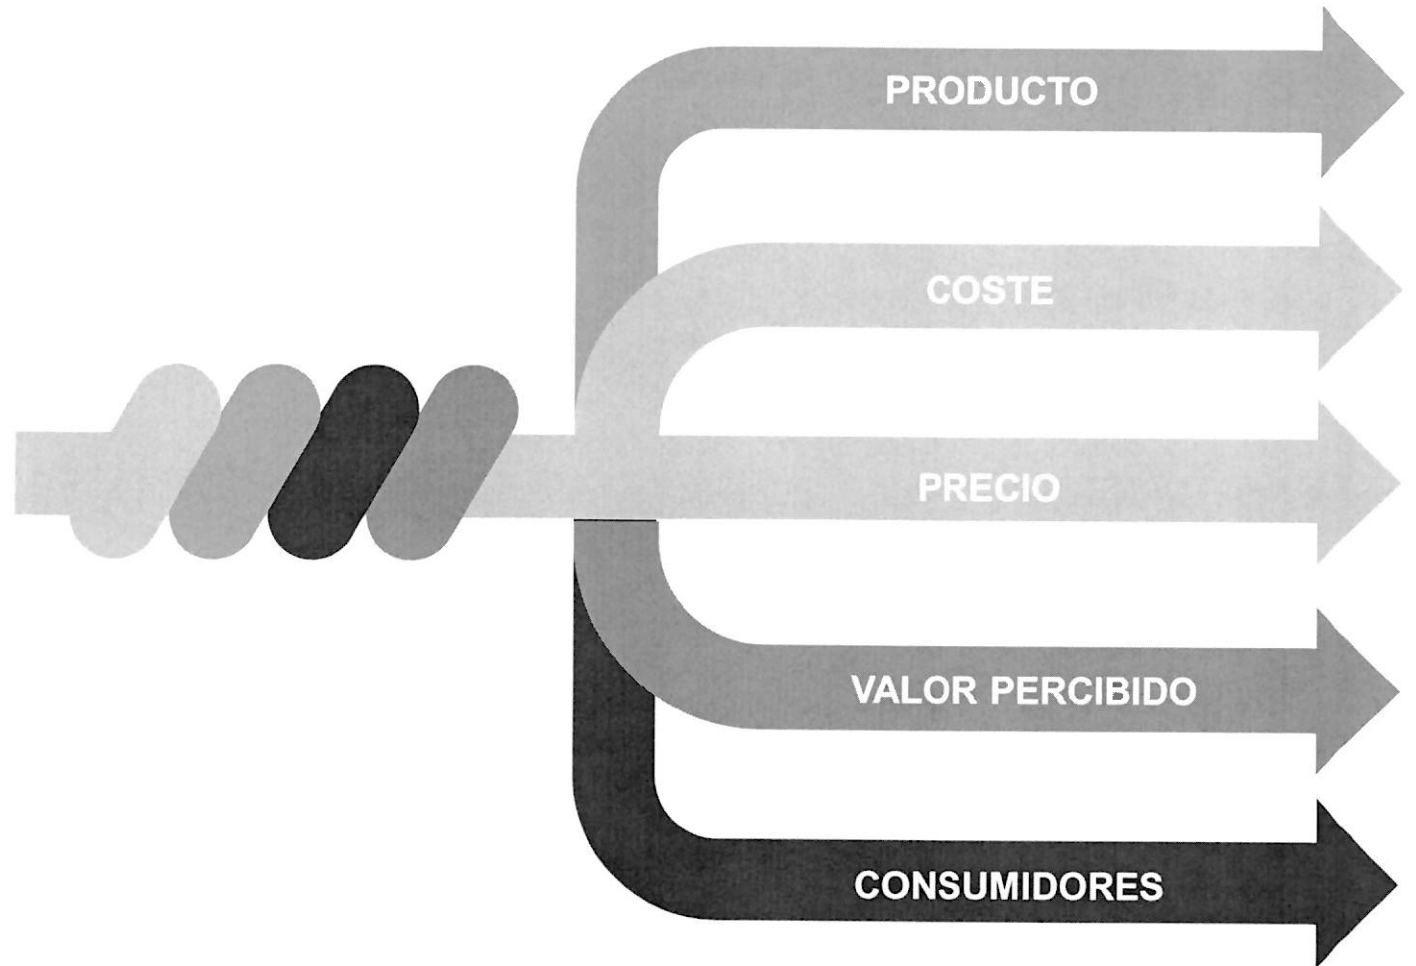 PRODUCTO
COSTE
PRECIO
VALOR PERCIBIDO
CONSUMIDORES